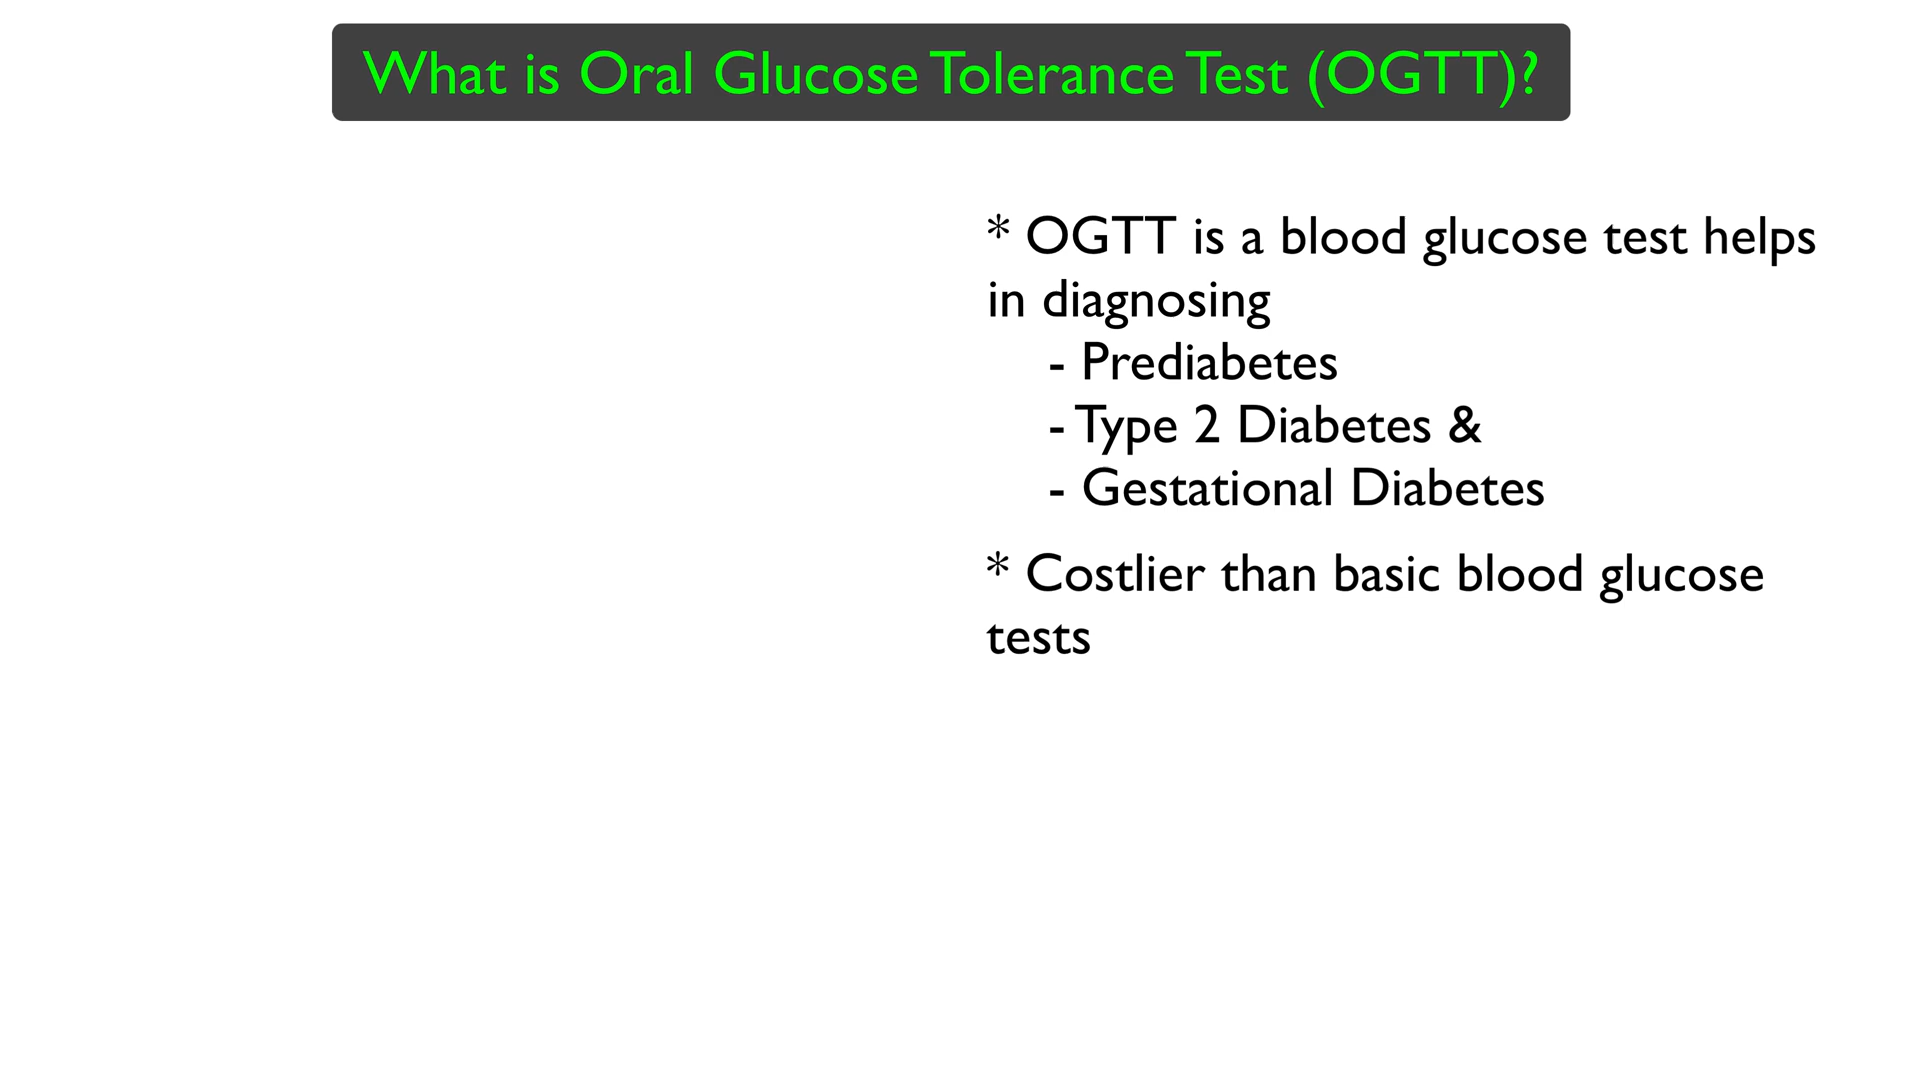 What is Oral Glucose Tolerance Test (OGTT)?
* OGTT is a blood glucose test helps
in diagnosing
- Prediabetes
- Type 2 Diabetes &
- Gestational Diabetes
* Costlier than basic blood glucose
tests